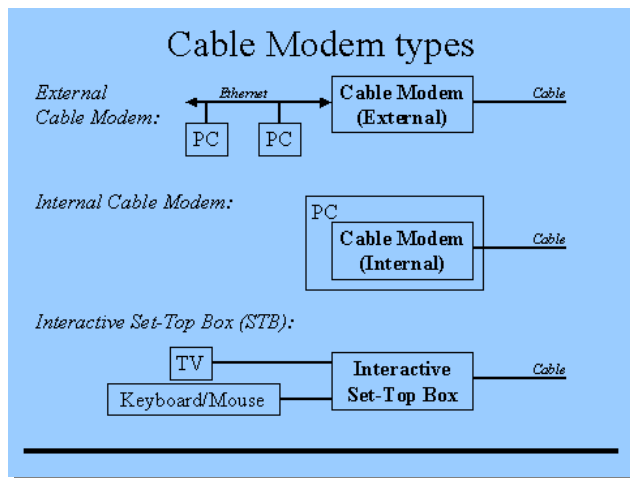 Cable Modem types
External
Cable Modem:
Ethernet
Cable Modem
(External)
Cable
PC
PC
Internal Cable Modem:
PC
Cable Modem
(Internal)
Cable
Interactive Set-Top Box (STB):
TV
Interactive
Set-Top Box
Cable
Keyboard/Mouse